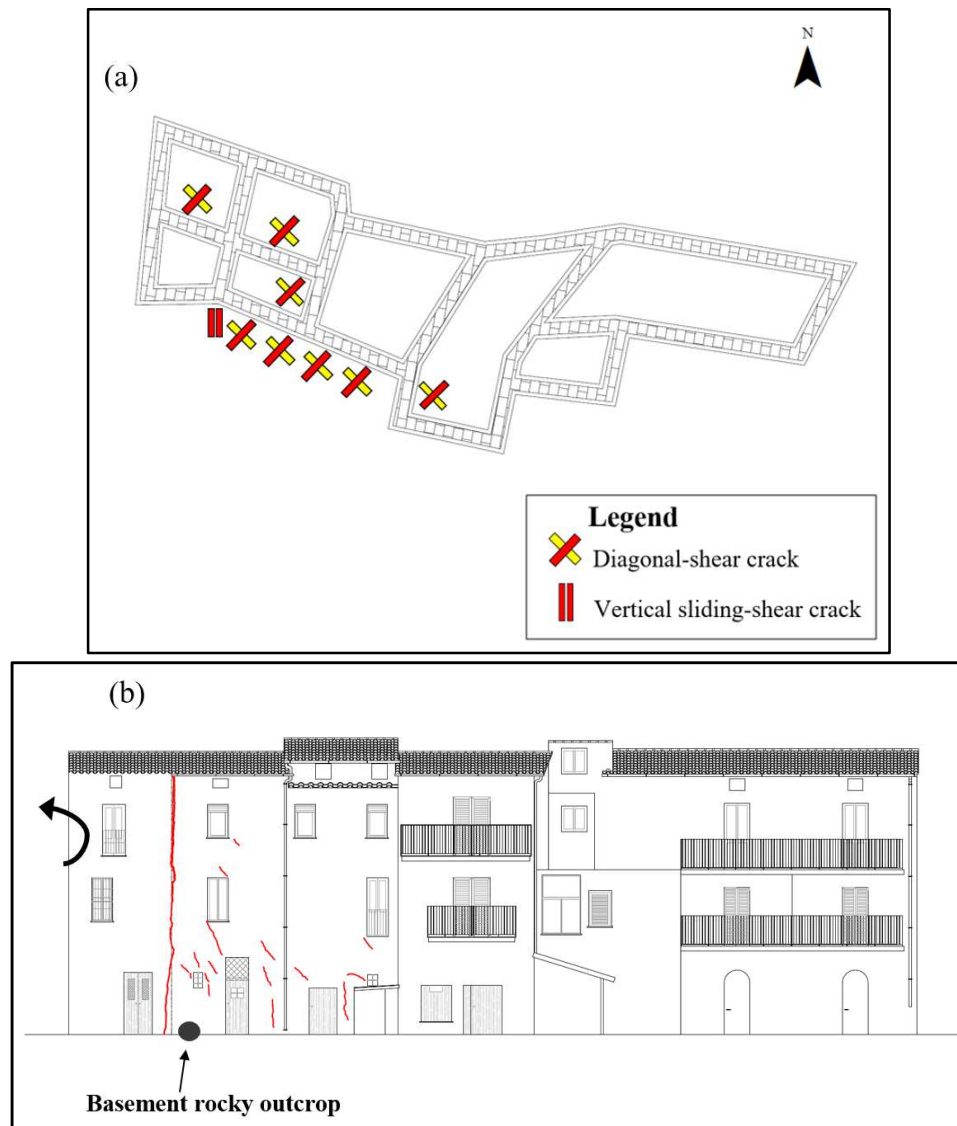 (a)
N
Legend
Diagonal-shear crack
Vertical sliding-shear crack
(b)
Basement rocky outcrop